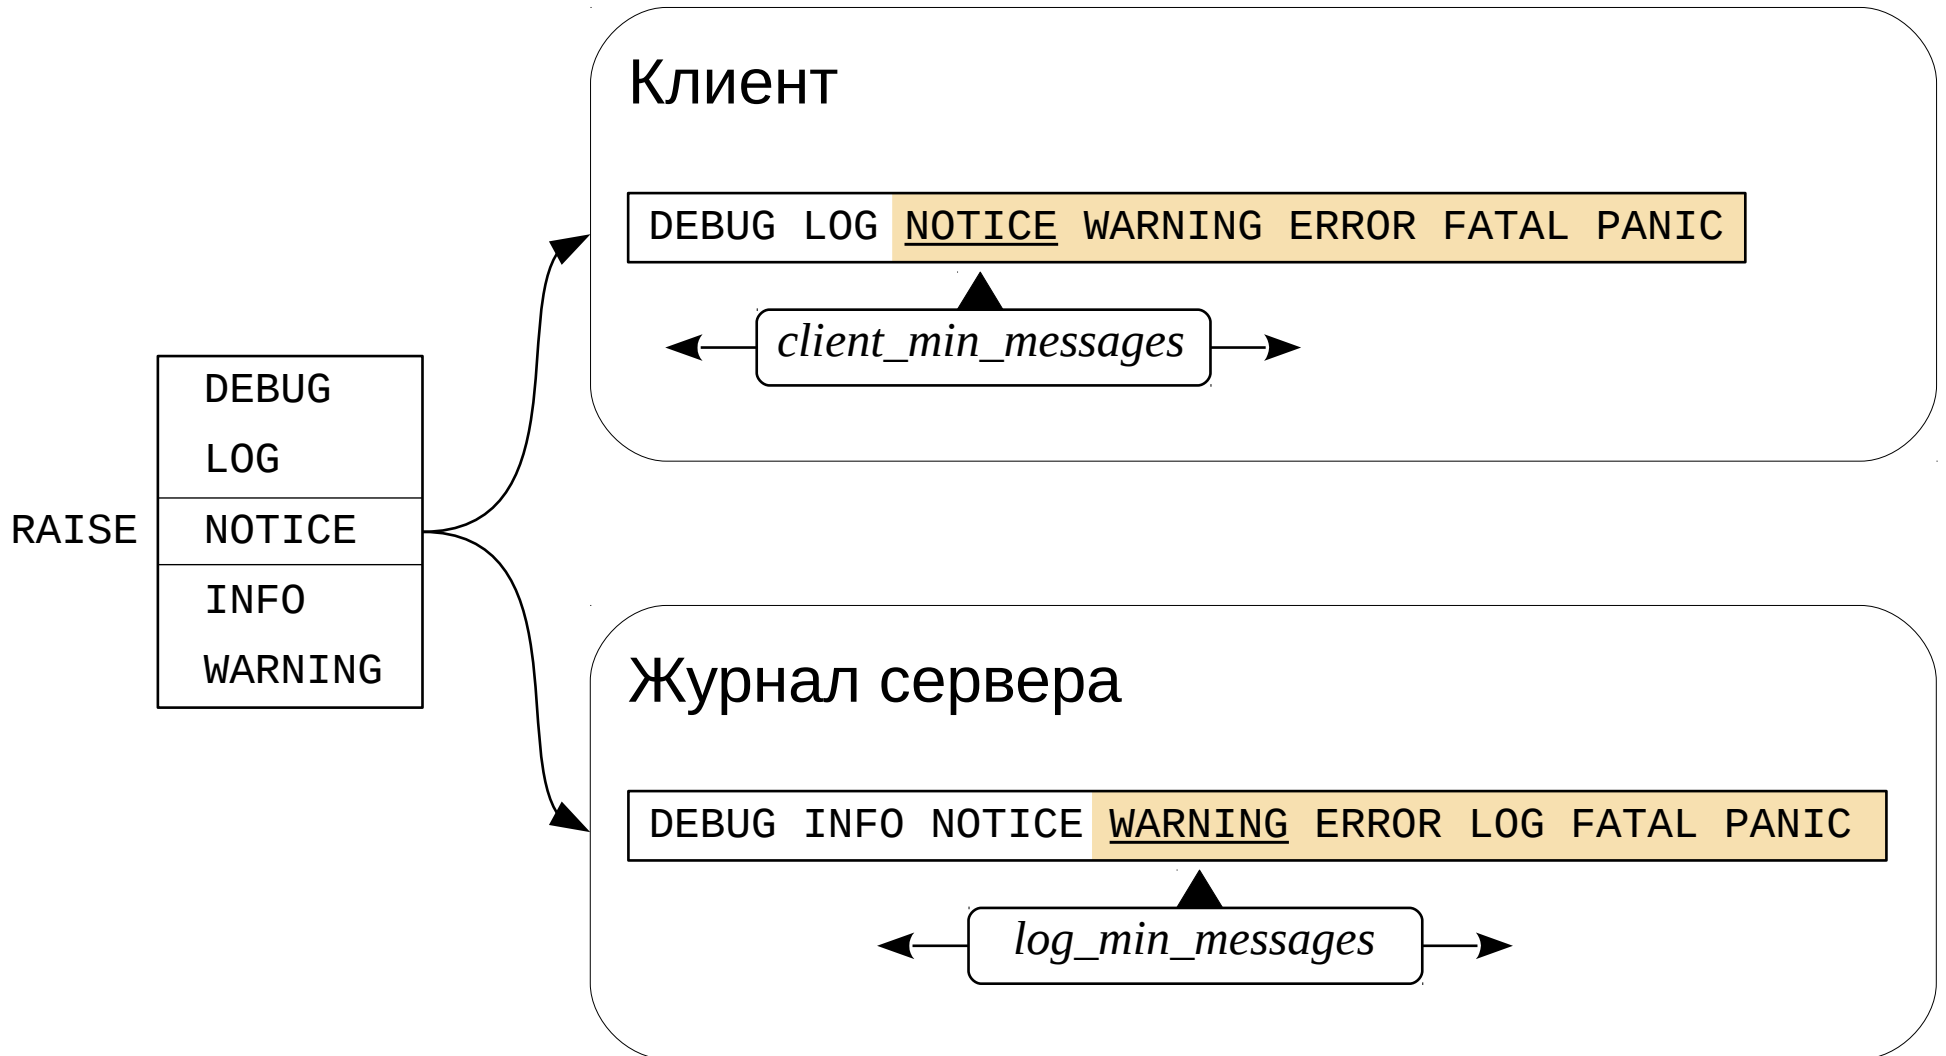 Клиент
DEBUG LOG NOTICE WARNING ERROR FATAL PANIC
client_min_messages
DEBUG
LOG
RAISE NOTICE
INFO
WARNING
Журнал сервера
DEBUG INFO NOTICE WARNING ERROR LOG FATAL PANIC
log_min_messages